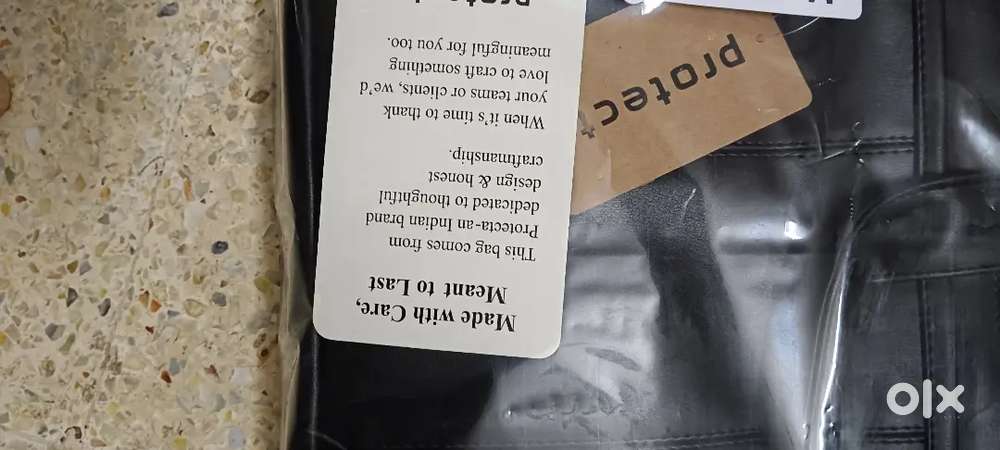 Made with Care,
Meant to Last
This bag comes from
Protecta-an Indian brand
dedicated to thoughtful
design & honest
craftmanship.
When it's time to thank
your teams or clients, we'd
love to craft something
meaningful for you too.
protect
olx